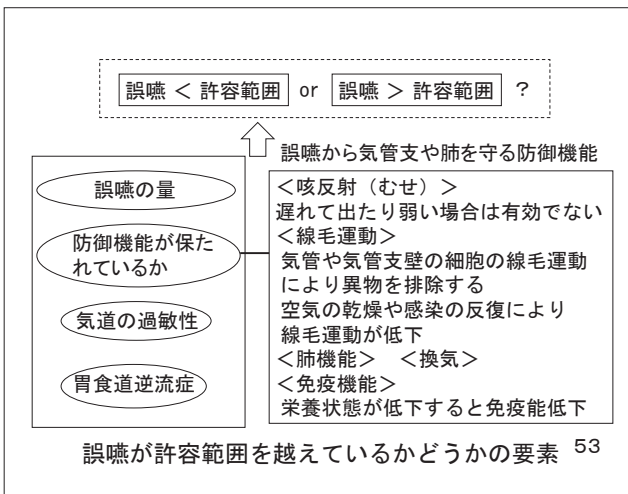 誤嚥 < 許容範囲 or 誤嚥 > 許容範囲 ?
誤嚥の量
防御機能が保た
れているか
気道の過敏性
胃食道逆流症
誤嚥から気管支や肺を守る防御機能
＜咳反射（むせ）＞
遅れて出たり弱い場合は有効でない
＜線毛運動＞
気管や気管支壁の細胞の線毛運動
により異物を排除する
空気の乾燥や感染の反復により
線毛運動が低下
＜肺機能＞ ＜換気＞
＜免疫機能＞
栄養状態が低下すると免疫能低下
誤嚥が許容範囲を越えているかどうかの要素 53